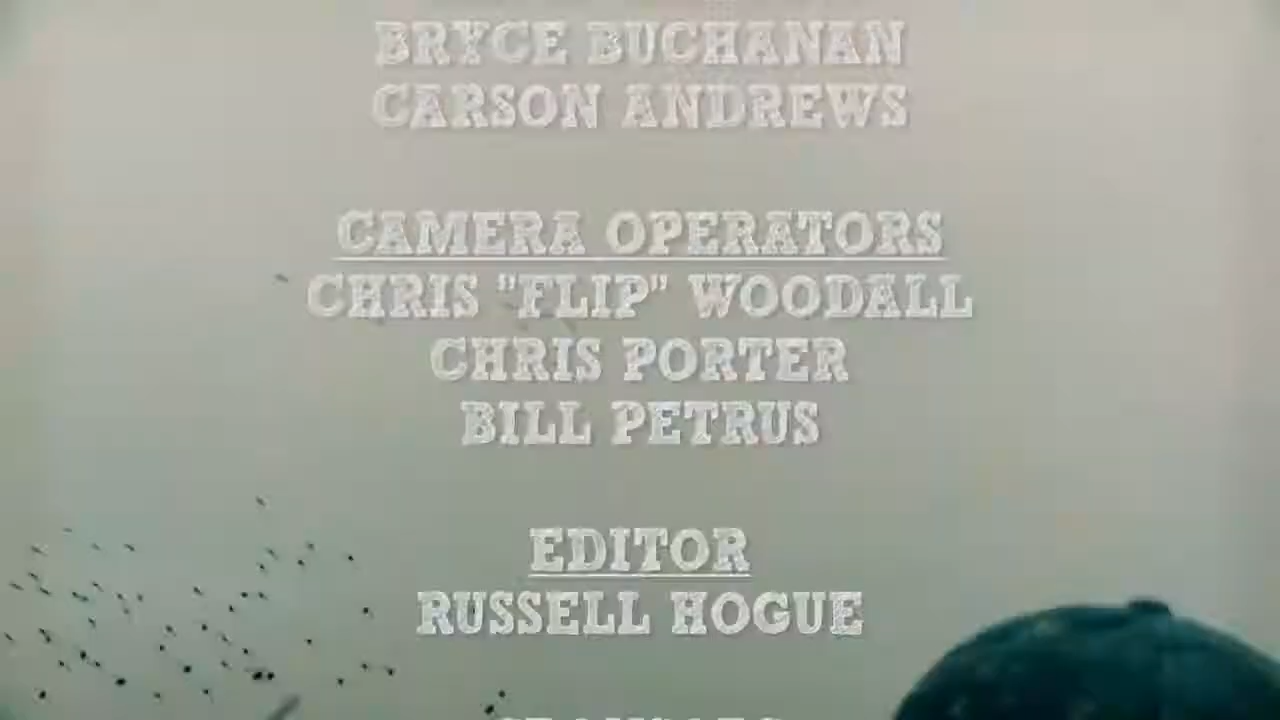 BRYCE BUCHANAN
CARSON ANDREWS
CAMERA OPERATORS
CHRIS "FLIP" WOODALL
CHRIS PORTER
BILL PETRUS
EDITOR
RUSSELL HOGUE